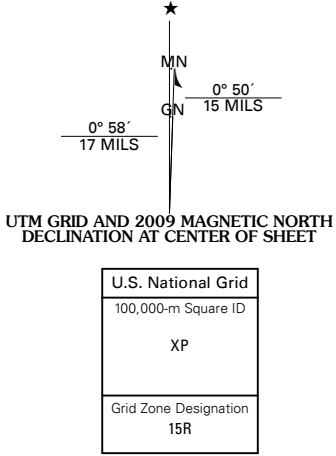 ★
MN
0° 50´
15 MILS
GN
0° 58´
17 MILS
UTM GRID AND 2009 MAGNETIC NORTH
DECLINATION AT CENTER OF SHEET
U.S. National Grid
100,000-m Square ID
XP
Grid Zone Designation
15R